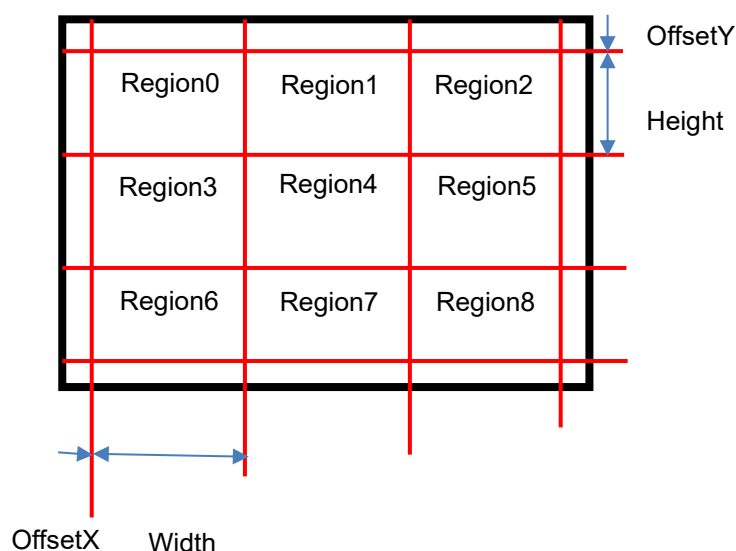 OffsetY
Region0 Region1 Region2
Height
Region3 Region4 Region5
Region6 Region7 Region8
OffsetX Width